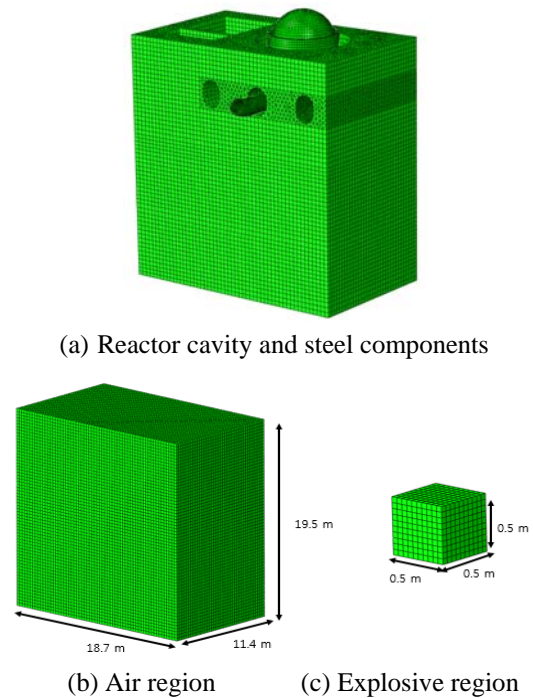 (a) Reactor cavity and steel components
19.5 m
18.7 m
11.4 m
0.5 m
0.5 m
0.5 m
(b) Air region
(c) Explosive region